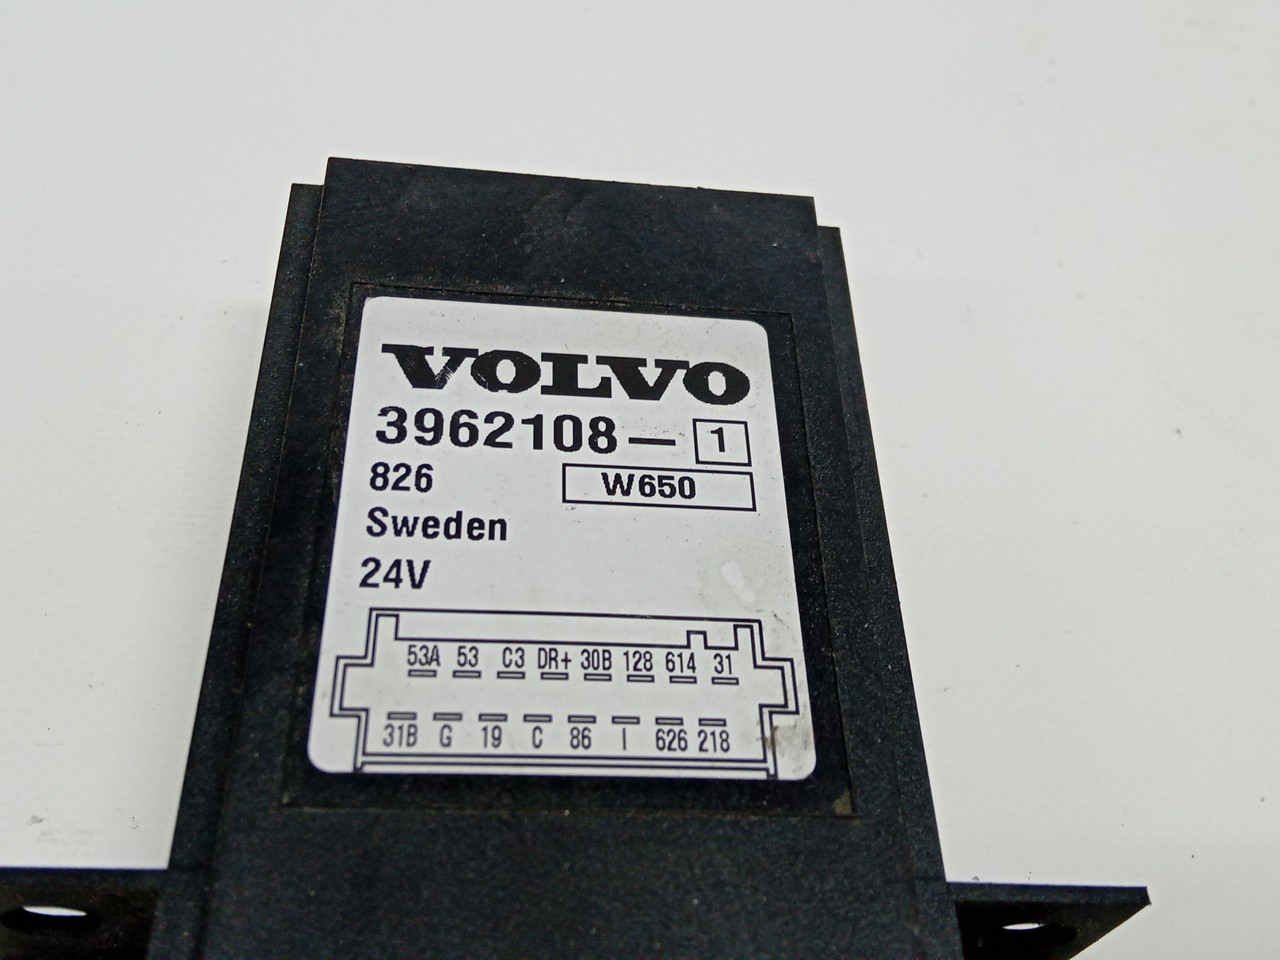 VOLVO
3962108— 1
826 W650
Sweden
24V
53A 53 C3 DR+ 30B 128 614 31
31B G 19 C 86 I 626 218